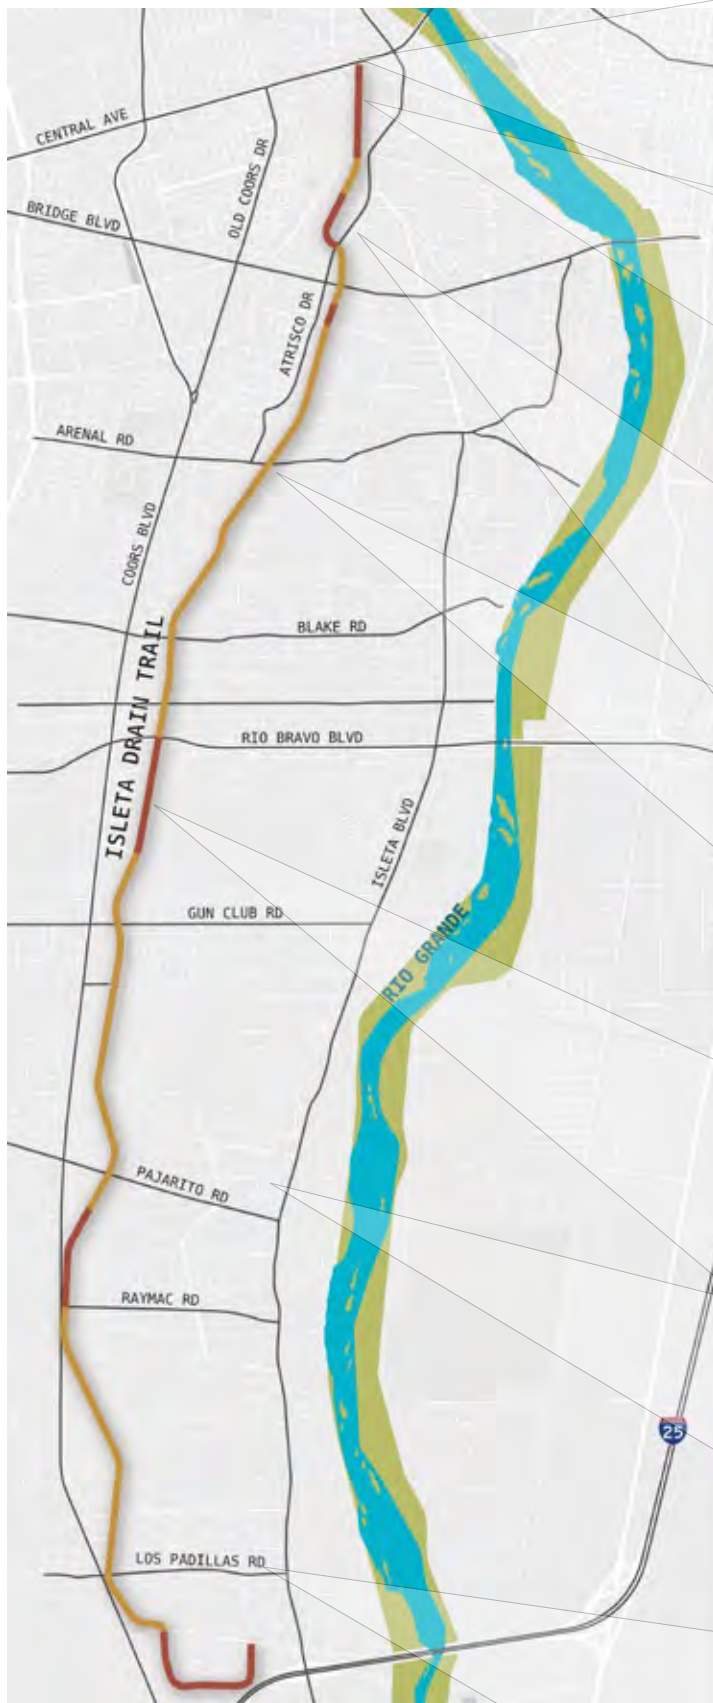 CENTRAL AVE
OLD COORS DR
BRIDGE BLVD
ATRISCO DR
ARENAL RD
COORS BLVD
BLAKE RD
ISLETA DRAIN TRAIL
RIO BRAVO BLVD
ISLETA BLVD
GUN CLUB RD
RIO GRANDE
PAJARITO RD
RAYMAC RD
25
LOS PADILLAS RD